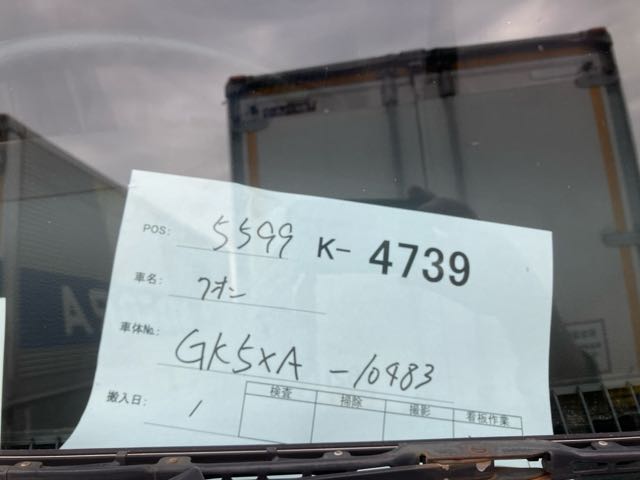 POS: 5599 K- 4739
車名: クオン
車体No.: GK5XA -10483
搬入日: /
検査 掃除 撮影 看板作業